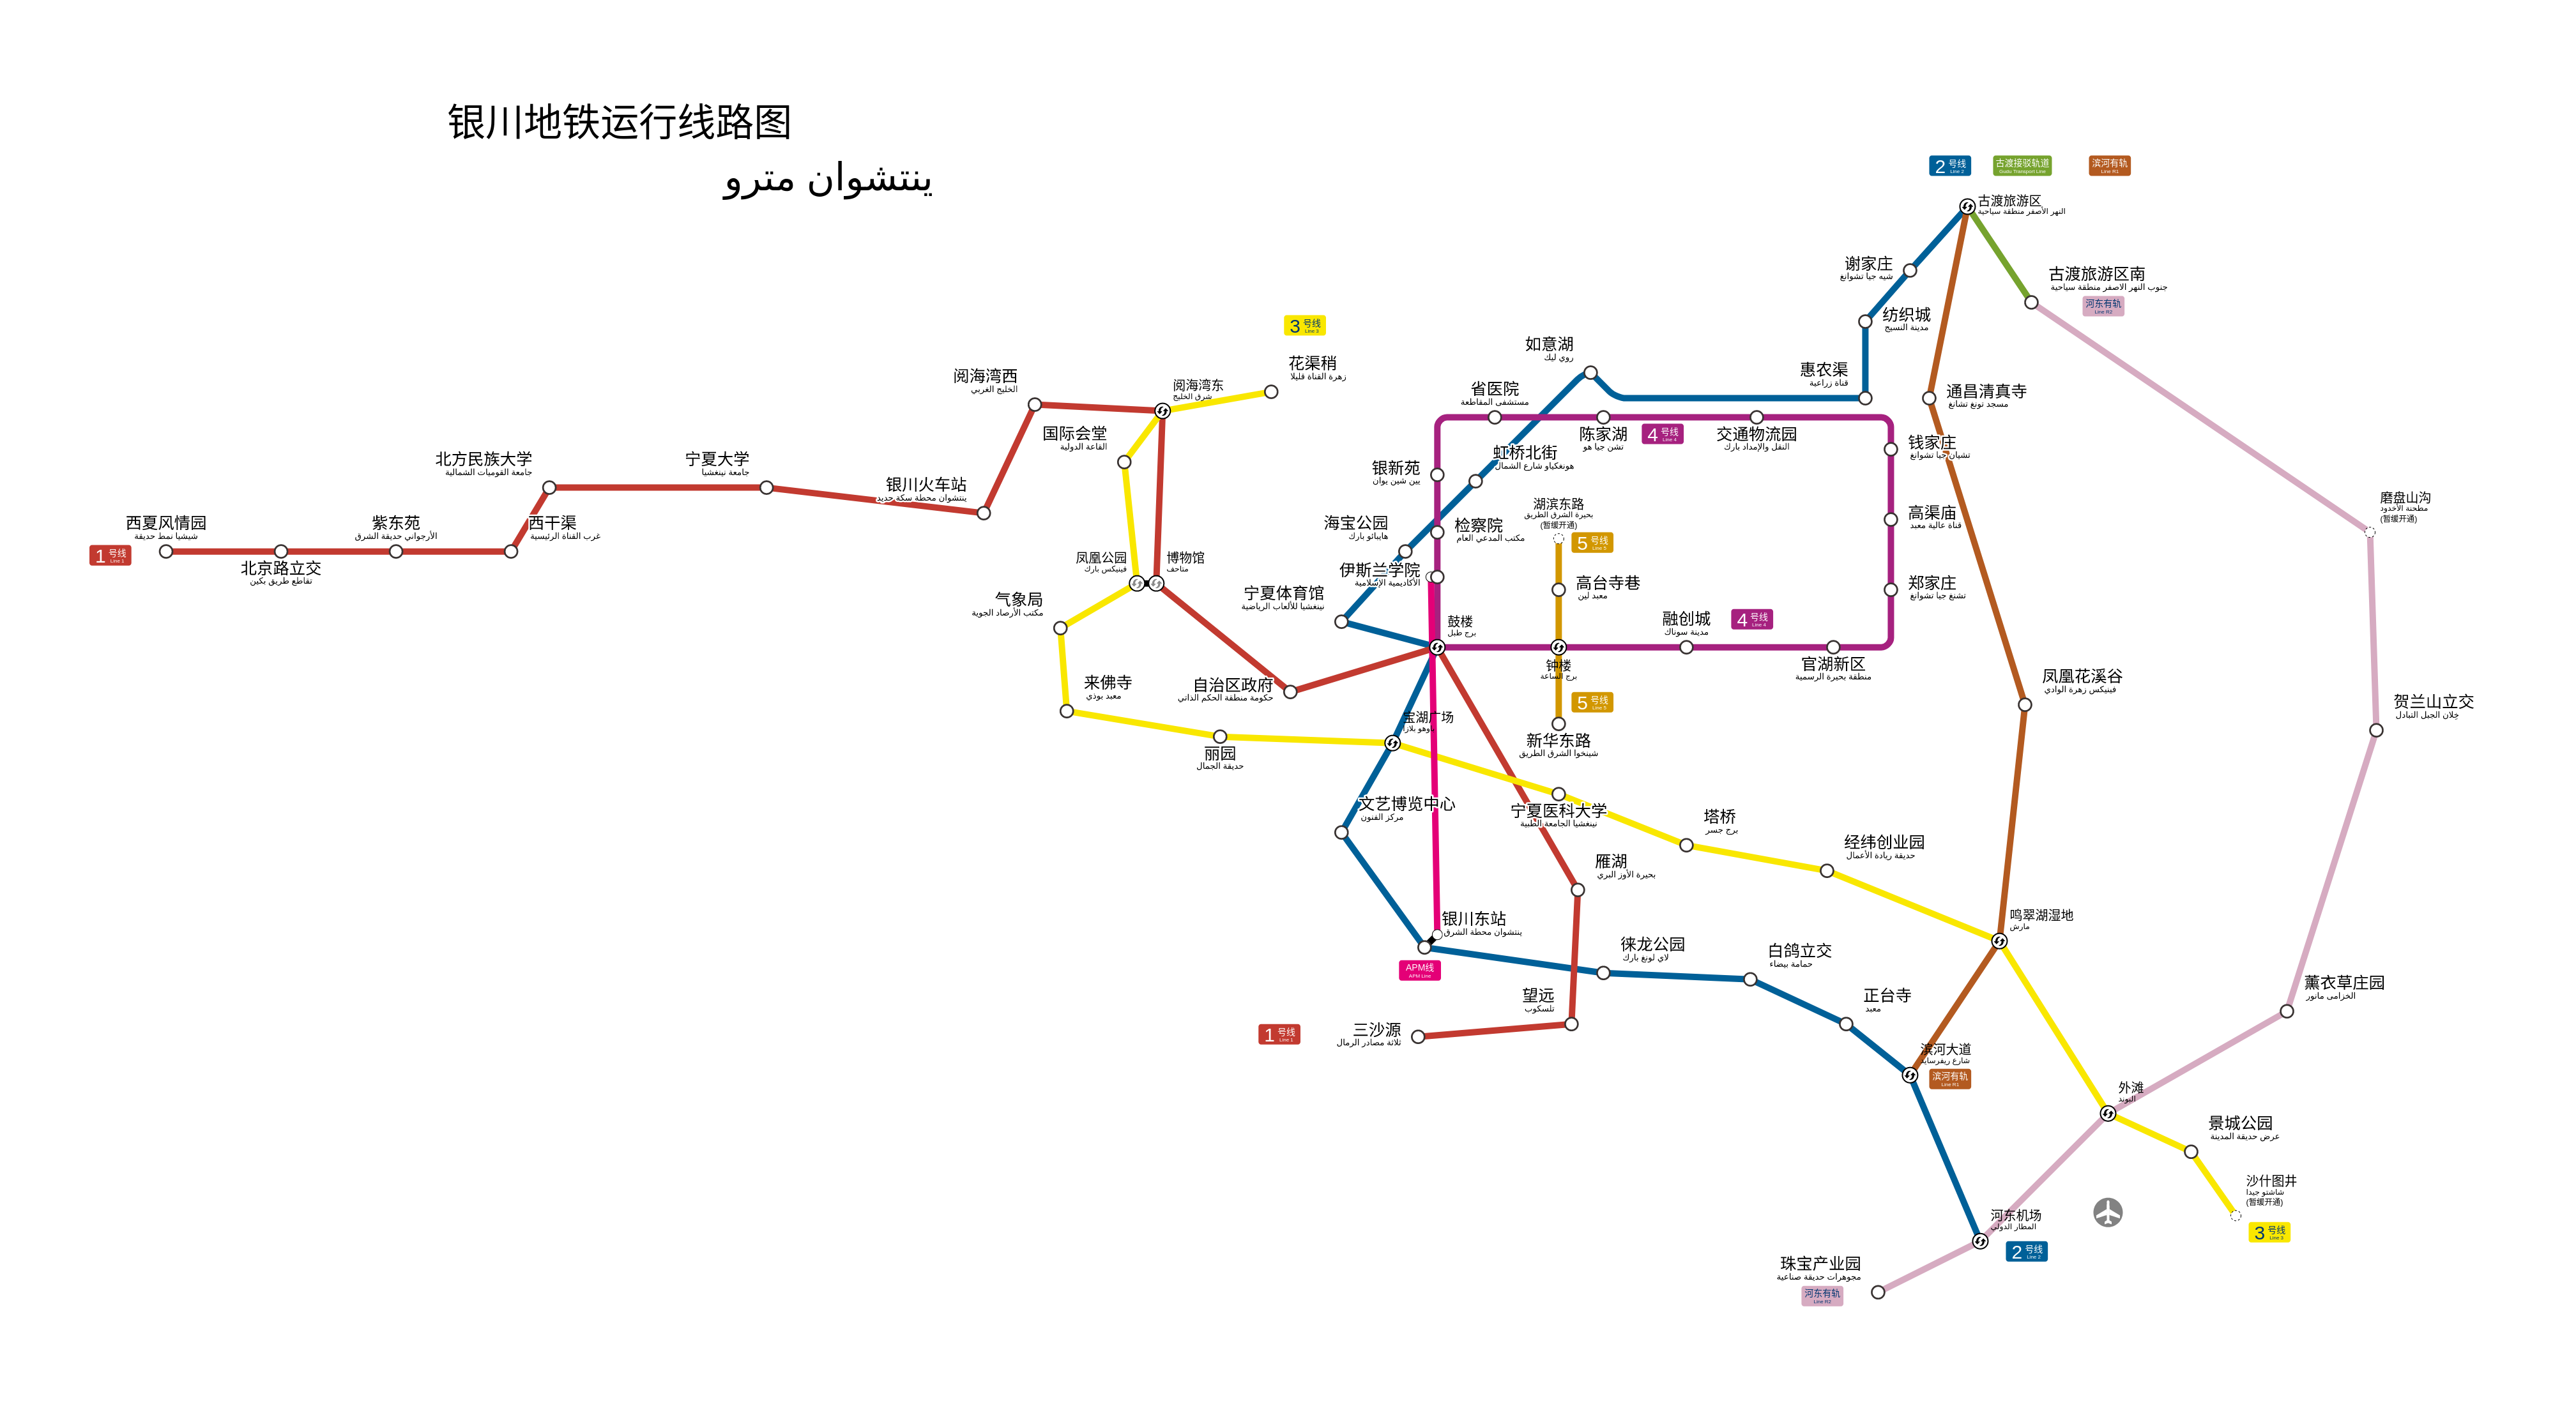 银川地铁运行线路图
ينتشوان مترو
2 号线
Line 2
古渡接驳轨道
Gudu Transport Line
滨河有轨
Line R1
古渡旅游区
النهر الأصفر منطقة سياحية
谢家庄
شيه جيا تشوانغ
古渡旅游区南
جنوب النهر الاصفر منطقة سياحية
河东有轨
Line R2
纺织城
مدينة النسيج
3 号线
Line 3
花渠稍
زهرة القناة قليلا
如意湖
روي ليك
惠农渠
قناة زراعية
阅海湾西
الخليج الغربي
阅海湾东
شرق الخليج
省医院
مستشفى المقاطعة
通昌清真寺
مسجد تونغ تشانغ
国际会堂
القاعة الدولية
陈家湖
تشن جيا هو
4 号线
Line 4
交通物流园
النقل والإمداد بارك
钱家庄
تشيان جيا تشوانغ
北方民族大学
جامعة القوميات الشمالية
宁夏大学
جامعة نينغشيا
银川火车站
ينتشوان محطة سكة حديد
银新苑
يين شين يوان
虹桥北街
هونغكياو شارع الشمال
湖滨东路
بحيرة الشرق الطريق
(暂缓开通)
磨盘山沟
مطحنة الأخدود
(暂缓开通)
1 号线
Line 1
西夏风情园
شيشيا نمط حديقة
北京路立交
تقاطع طريق بكين
紫东苑
الأرجواني حديقة الشرق
西干渠
غرب القناة الرئيسية
海宝公园
هايبائو بارك
检察院
مكتب المدعي العام
5 号线
Line 5
高渠庙
قناة عالية معبد
凤凰公园
فينيكس بارك
博物馆
متاحف
伊斯兰学院
الأكاديمية الإسلامية
高台寺巷
معبد لين
郑家庄
تشنغ جيا تشوانغ
气象局
مكتب الأرصاد الجوية
宁夏体育馆
نينغشيا للألعاب الرياضية
鼓楼
برج طبل
融创城
مدينة سوناك
4 号线
Line 4
钟楼
برج الساعة
官湖新区
منطقة بحيرة الرسمية
来佛寺
معبد بوذي
自治区政府
حكومة منطقة الحكم الذاتي
凤凰花溪谷
فينيكس زهرة الوادي
5 号线
Line 5
贺兰山立交
خلان الجبل التبادل
宝湖广场
باوهو بلازا
丽园
حديقة الجمال
新华东路
شينخوا الشرق الطريق
文艺博览中心
مركز الفنون
宁夏医科大学
نينغشيا الجامعة الطبية
塔桥
برج جسر
经纬创业园
حديقة ريادة الأعمال
雁湖
بحيرة الأوز البري
银川东站
ينتشوان محطة الشرق
鸣翠湖湿地
مارش
APM线
APM Line
徕龙公园
لاي لونغ بارك
白鸽立交
حمامة بيضاء
薰衣草庄园
الخزامى مانور
望远
تلسكوب
正台寺
معبد
1 号线
Line 1
三沙源
ثلاثة مصادر الرمال
滨河大道
شارع ريفرسايد
滨河有轨
Line R1
外滩
البوند
景城公园
عرض حديقة المدينة
沙什图井
شاشتو جيدا
(暂缓开通)
3 号线
Line 3
河东机场
المطار الدولي
2 号线
Line 2
珠宝产业园
مجوهرات حديقة صناعية
河东有轨
Line R2